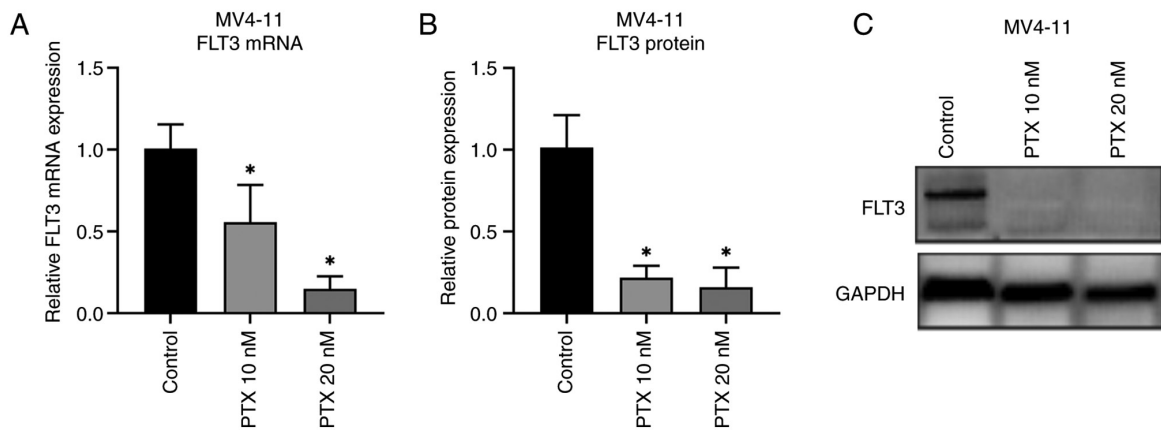 A
MV4-11
FLT3 mRNA
Relative FLT3 mRNA expression
1.5
1.0
0.5
0.0
*
*
Control
PTX 10 nM
PTX 20 nM
B
MV4-11
FLT3 protein
Relative protein expression
1.5
1.0
0.5
0.0
*
*
Control
PTX 10 nM
PTX 20 nM
C
MV4-11
Control
PTX 10 nM
PTX 20 nM
FLT3
GAPDH